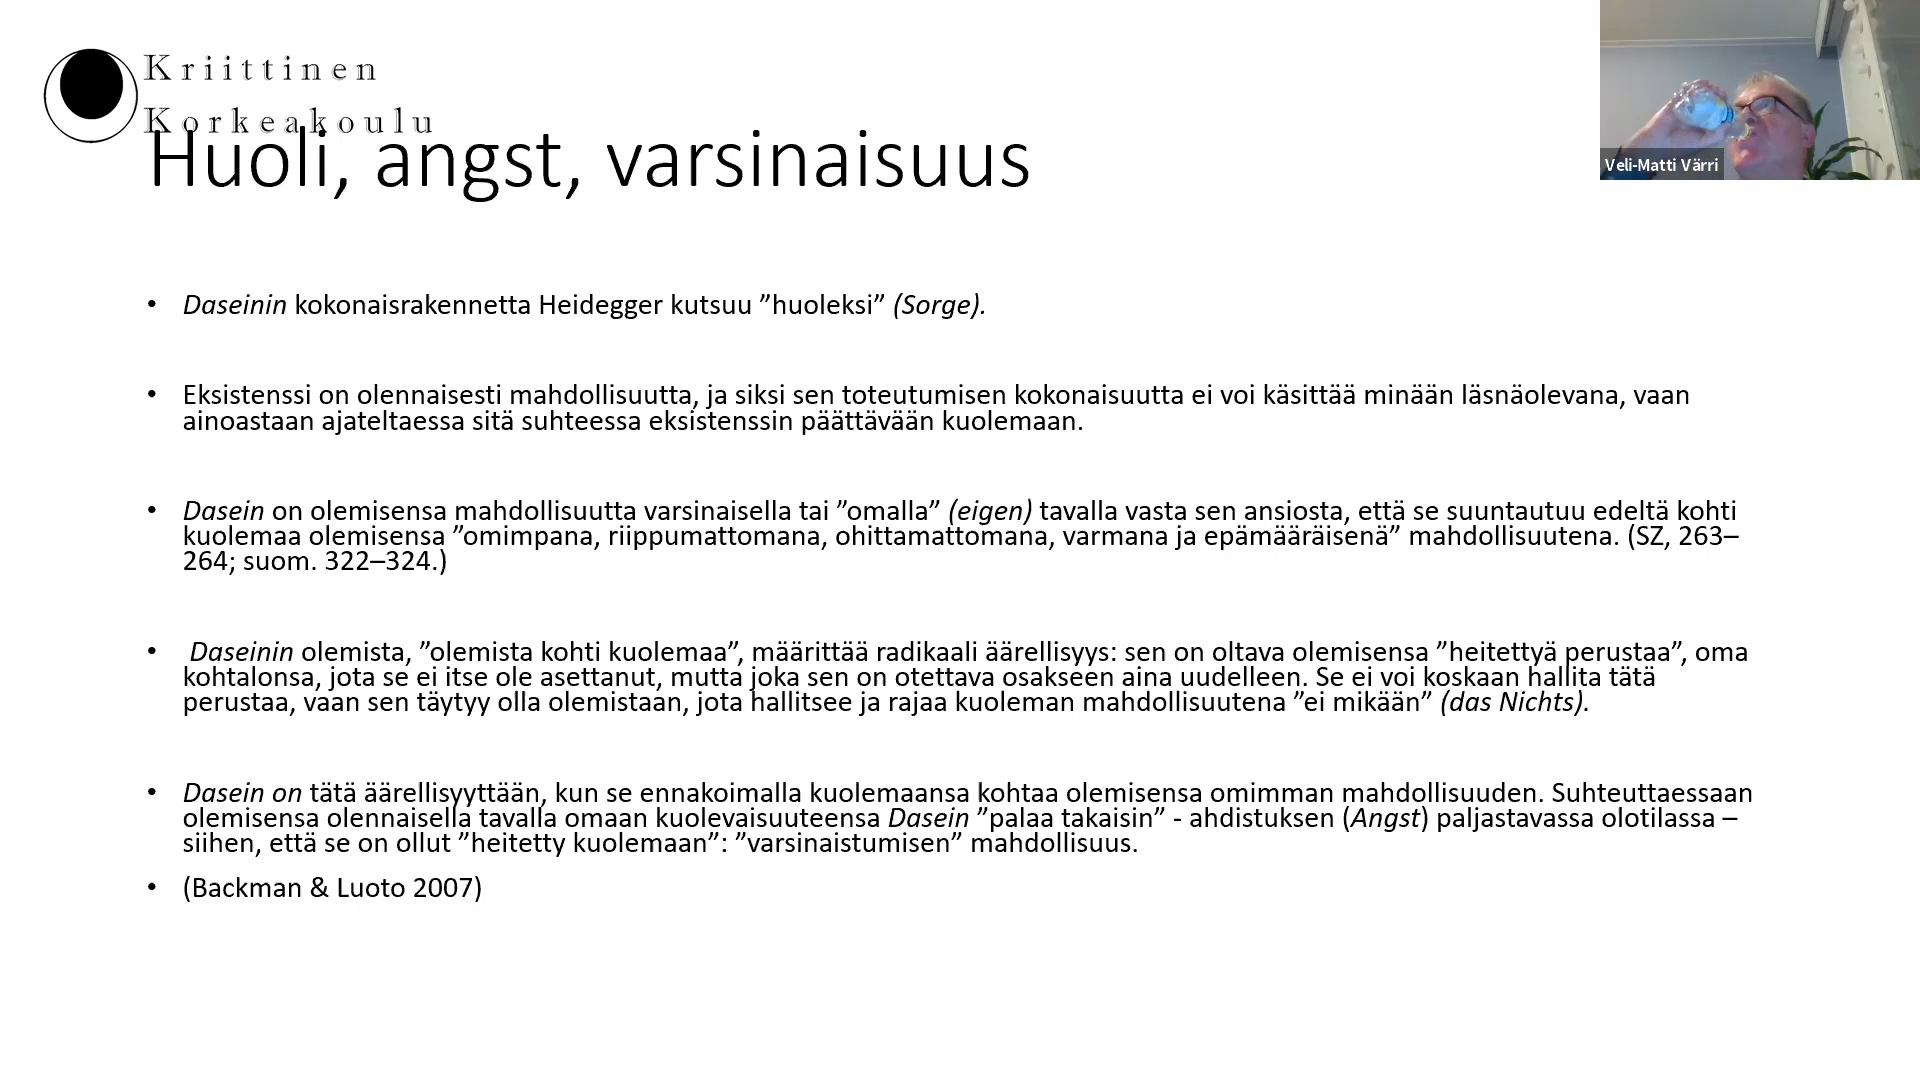 Kriittinen
Korkeakoulu
Huoli, angst, varsinaisuus
Veli-Matti Värri
• Daseinin kokonaisrakennetta Heidegger kutsuu ”huoleksi” (Sorge).
• Eksistenssi on olennaisesti mahdollisuutta, ja siksi sen toteutumisen kokonaisuutta ei voi käsittää minään läsnäolevana, vaan
ainoastaan ajateltaessa sitä suhteessa eksistenssin päättävään kuolemaan.
• Dasein on olemisensa mahdollisuutta varsinaisella tai ”omalla” (eigen) tavalla vasta sen ansiosta, että se suuntautuu edeltä kohti
kuolemaa olemisensa ”omimpana, riippumattomana, ohittamattomana, varmana ja epämääräisenä” mahdollisuutena. (SZ, 263–
264; suom. 322–324.)
• Daseinin olemista, ”olemista kohti kuolemaa”, määrittää radikaali äärellisyys: sen on oltava olemisensa ”heitettyä perustaa”, oma
kohtalonsa, jota se ei itse ole asettanut, mutta joka sen on otettava osakseen aina uudelleen. Se ei voi koskaan hallita tätä
perustaa, vaan sen täytyy olla olemistaan, jota hallitsee ja rajaa kuoleman mahdollisuutena ”ei mikään” (das Nichts).
• Dasein on tätä äärellisyyttään, kun se ennakoimalla kuolemaansa kohtaa olemisensa omimman mahdollisuuden. Suhteuttaessaan
olemisensa olennaisella tavalla omaan kuolevaisuuteensa Dasein ”palaa takaisin” - ahdistuksen (Angst) paljastavassa olotilassa –
siihen, että se on ollut ”heitetty kuolemaan”: ”varsinaistumisen” mahdollisuus.
• (Backman & Luoto 2007)